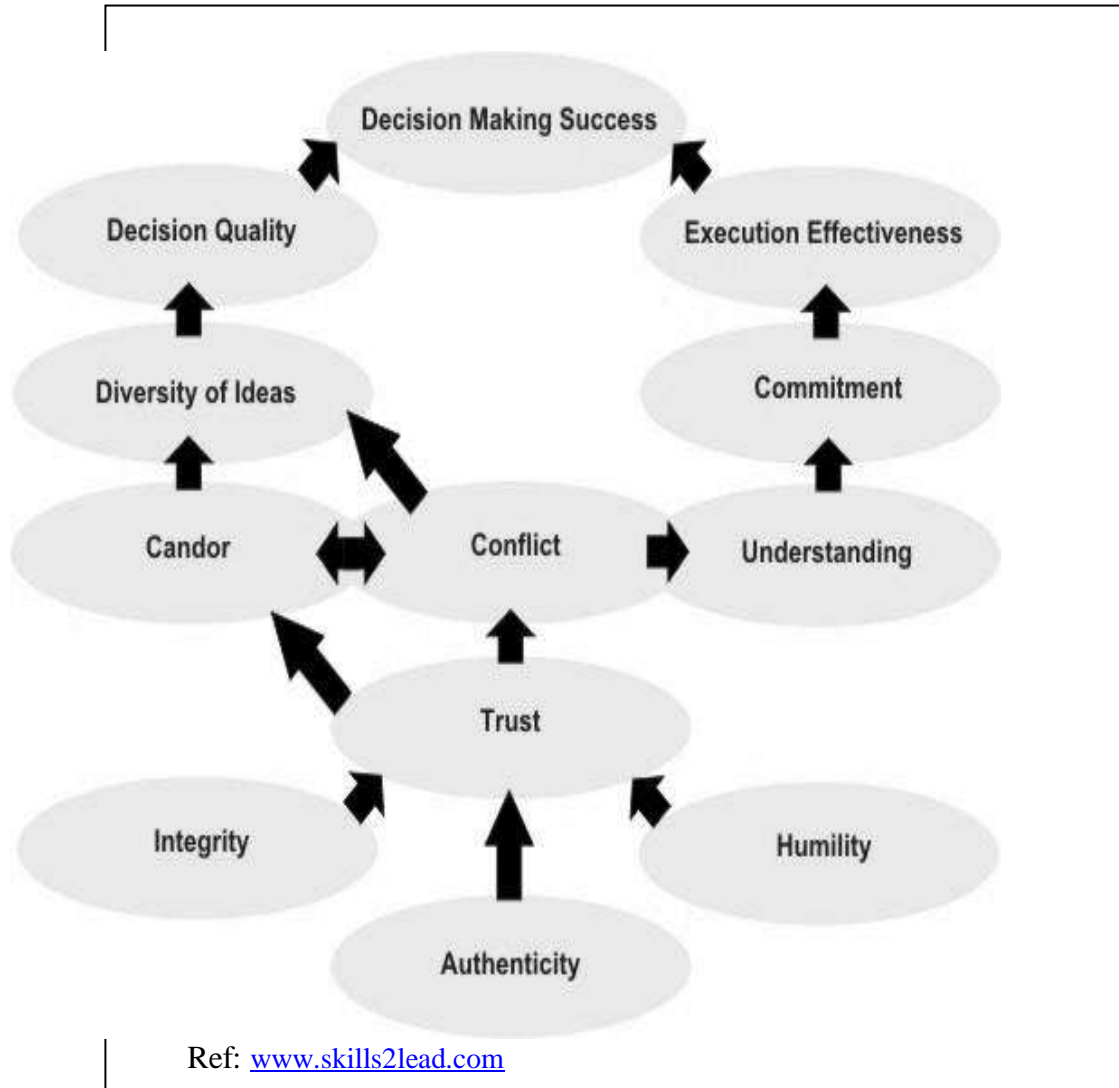 Decision Making Success
Decision Quality
Execution Effectiveness
Diversity of Ideas
Commitment
Candor
Conflict
Understanding
Trust
Integrity
Humility
Authenticity
Ref: www.skills2lead.com